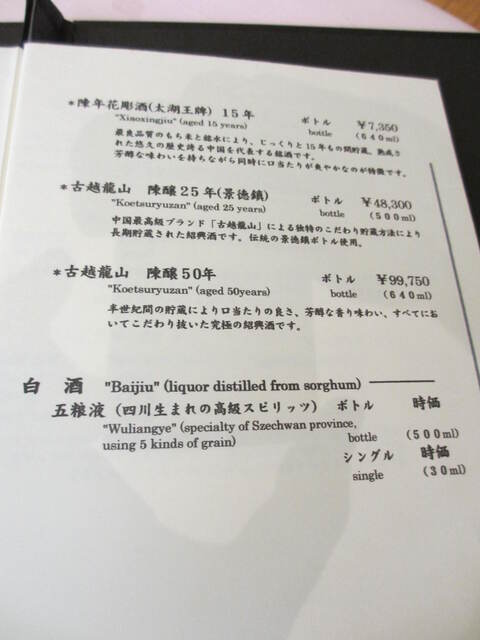 ＊陳年花彫酒(太湖王牌) 15年 ボトル ￥7,350
"Xiaoxingjiu" (aged 15 years) bottle (640ml)
最良品質のもち米と銘水により、じっくりと15年もの間貯蔵、熟成さ
れた悠久の歴史誇る中国を代表する銘酒です。
芳醇な味わいを持ちながら同時に口当たりが爽やかなのが特徴です。
＊古越龍山 陳醸25年(景徳鎮) ボトル ￥48,300
"Koetsuryuzan" (aged 25 years) bottle (500ml)
中国最高級ブランド「古越龍山」による独特のこだわり貯蔵方法により
長期貯蔵された紹興酒です。伝統の景徳鎮ボトル使用。
＊古越龍山 陳醸50年 ボトル ￥99,750
"Koetsuryuzan" (aged 50years) bottle (640ml)
半世紀間の貯蔵により口当たりの良さ、芳醇な香り味わい、すべてにお
いてこだわり抜いた究極の紹興酒です。
白 酒 "Baijiu" (liquor distilled from sorghum)
五粮液 (四川生まれの高級スピリッツ) ボトル 時価
"Wuliangye" (specialty of Szechwan province, bottle (500ml)
using 5 kinds of grain) シングル 時価
single (30ml)